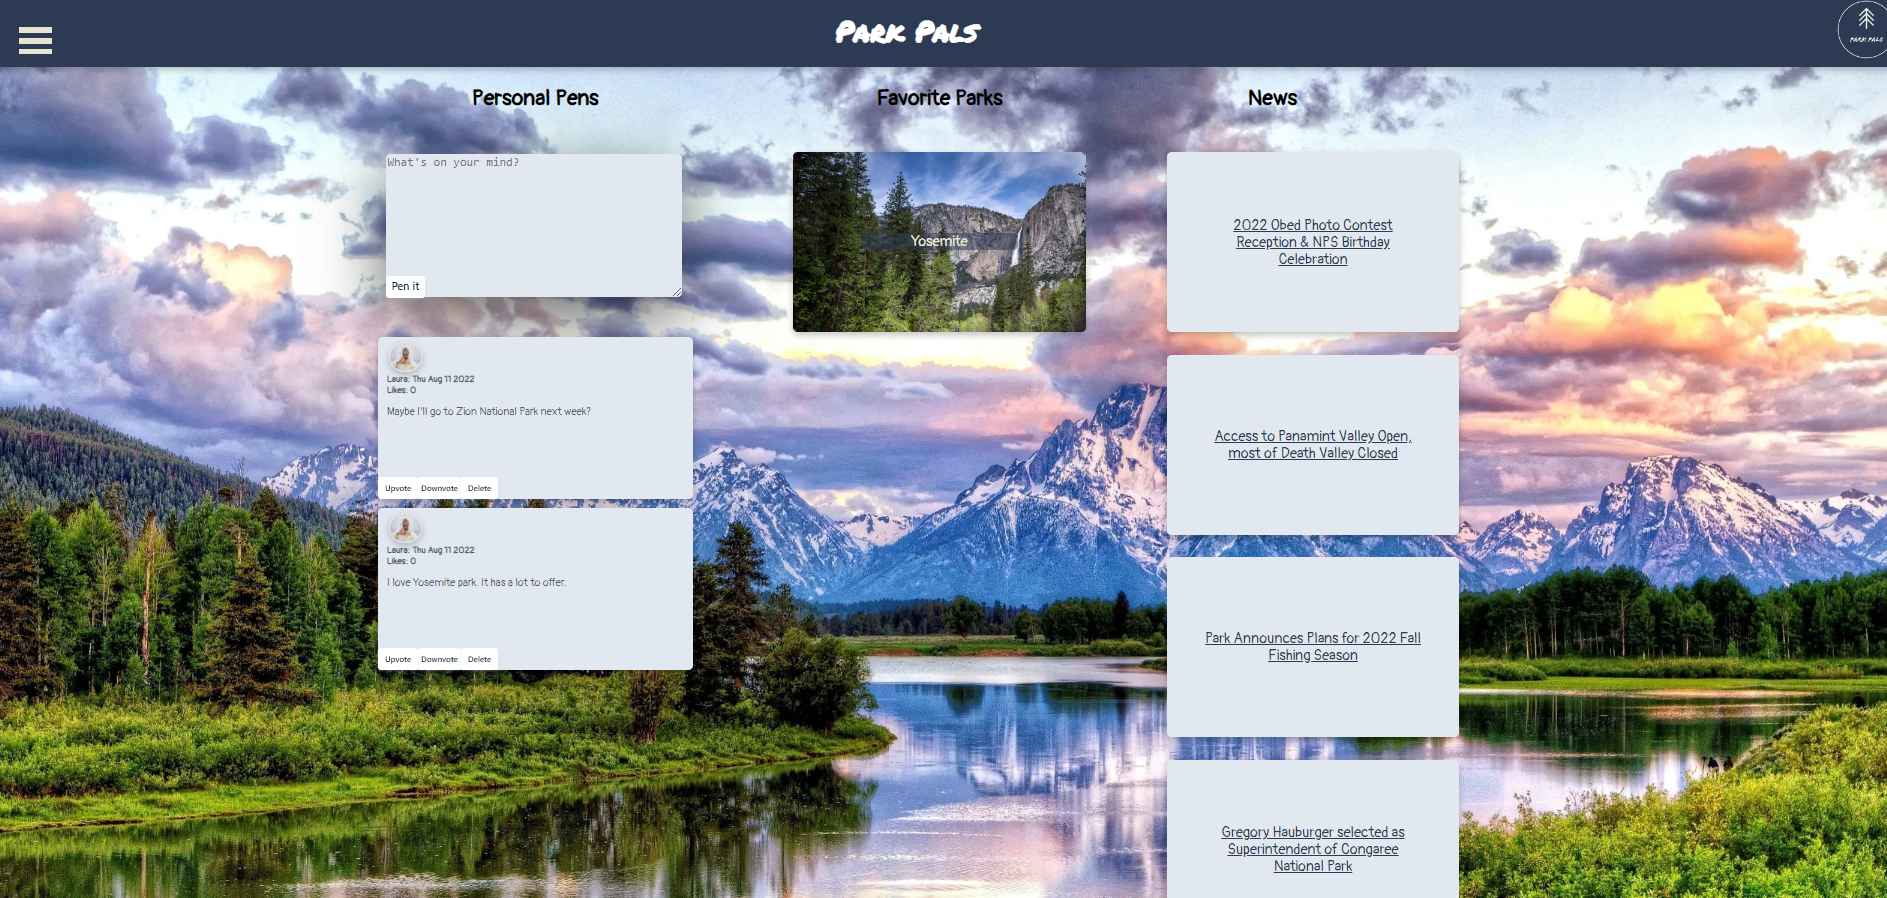 Park Pals
PARK PALS
Personal Pens
Favorite Parks
News
What's on your mind?
Pen it
Laura: Thu Aug 11 2022
Likes: 0
Maybe I'll go to Zion National Park next week?
Upvote Downvote Delete
Laura: Thu Aug 11 2022
Likes: 0
I love Yosemite park. It has a lot to offer.
Upvote Downvote Delete
Yosemite
2022 Obed Photo Contest
Reception & NPS Birthday
Celebration
Access to Panamint Valley Open,
most of Death Valley Closed
Park Announces Plans for 2022 Fall
Fishing Season
Gregory Hauburger selected as
Superintendent of Congaree
National Park